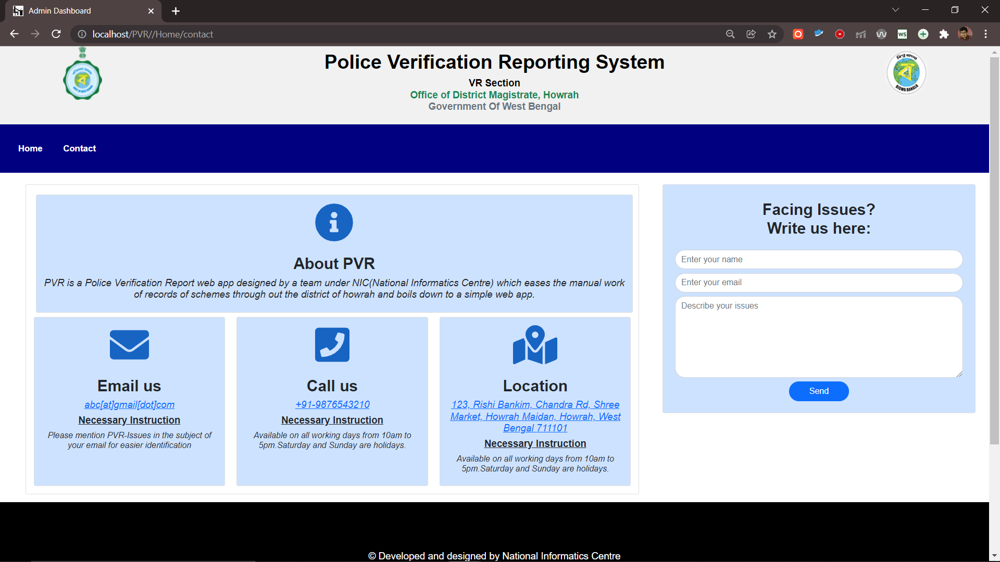 Admin Dashboard
localhost/PVR//Home/contact
WS
Police Verification Reporting System
VR Section
Office of District Magistrate, Howrah
Government Of West Bengal
বিশ্ব বাংলা
ব
BISWA BANGLA
Home
Contact
About PVR
PVR is a Police Verification Report web app designed by a team under NIC(National Informatics Centre) which eases the manual work
of records of schemes through out the district of howrah and boils down to a simple web app.
Email us
abc[at]gmail[dot]com
Necessary Instruction
Please mention PVR-Issues in the subject of
your email for easier identification
Call us
+91-9876543210
Necessary Instruction
Available on all working days from 10am to
5pm.Saturday and Sunday are holidays.
Location
123, Rishi Bankim, Chandra Rd, Shree
Market, Howrah Maidan, Howrah, West
Bengal 711101
Necessary Instruction
Available on all working days from 10am to
5pm.Saturday and Sunday are holidays.
Facing Issues?
Write us here:
Enter your name
Enter your email
Describe your issues
Send
© Developed and designed by National Informatics Centre